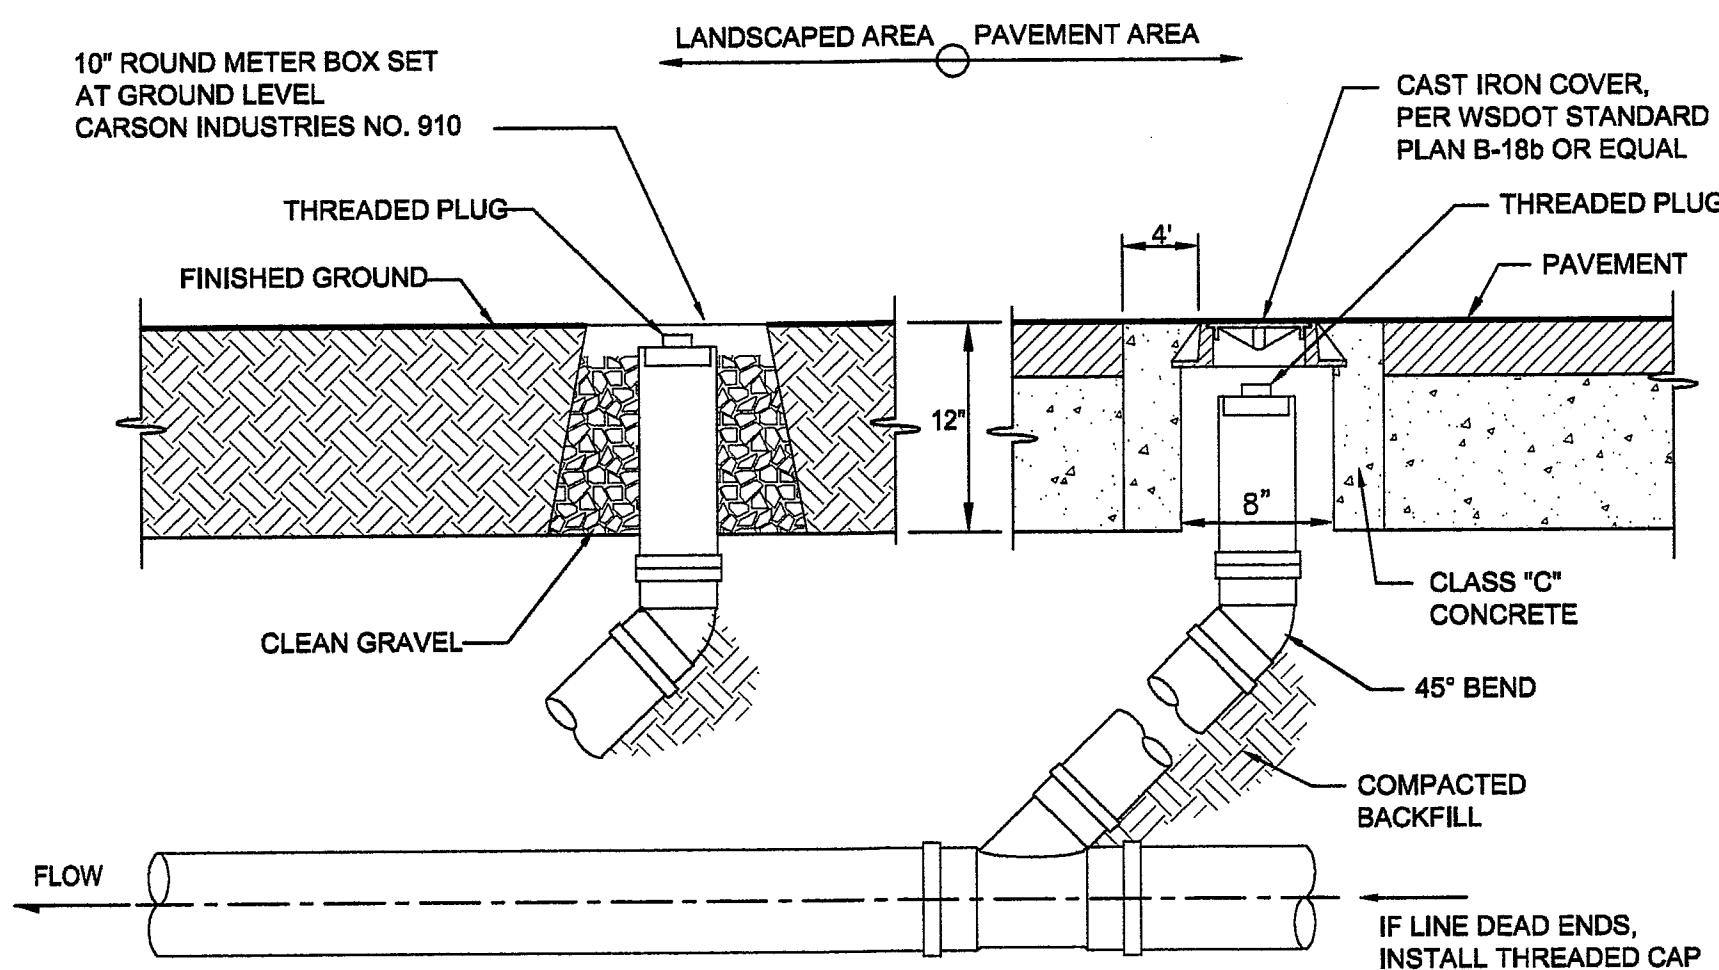 LANDSCAPED AREA PAVEMENT AREA
10" ROUND METER BOX SET
AT GROUND LEVEL
CARSON INDUSTRIES NO. 910
CAST IRON COVER,
PER WSDOT STANDARD
PLAN B-18b OR EQUAL
THREADED PLUG
THREADED PLUG
4'
FINISHED GROUND
PAVEMENT
12"
8"
CLASS "C"
CONCRETE
CLEAN GRAVEL
45° BEND
COMPACTED
BACKFILL
FLOW
IF LINE DEAD ENDS,
INSTALL THREADED CAP